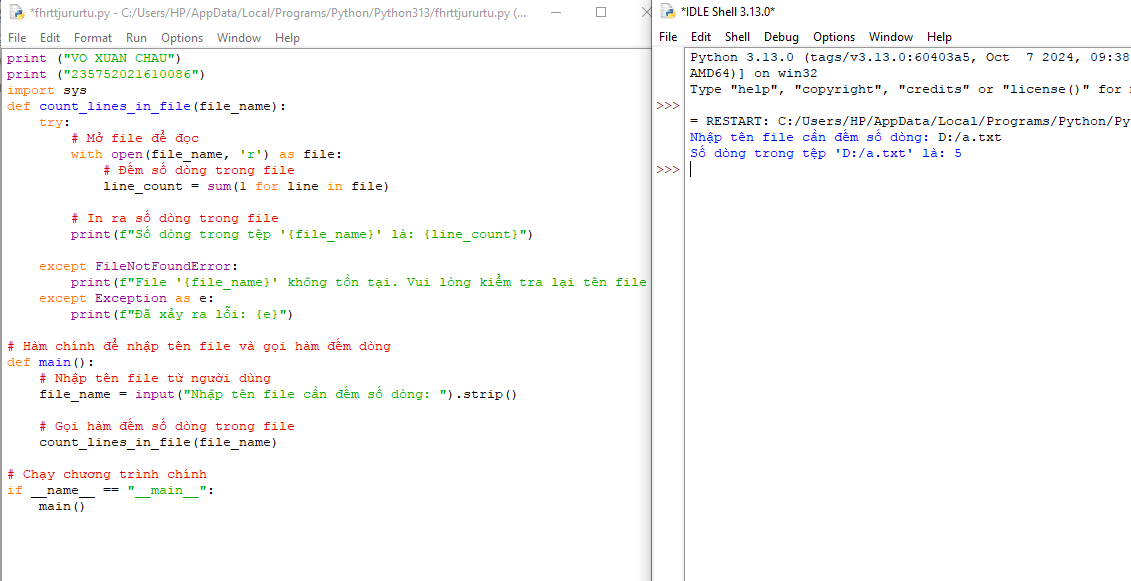 *fhrttjururtu.py - C:/Users/HP/AppData/Local/Programs/Python/Python313/fhrttjururtu.py (...
File Edit Format Run Options Window Help
print ("VO XUAN CHAU")
print ("235752021610086")
import sys
def count_lines_in_file(file_name):
    try:
        # Mở file để đọc
        with open(file_name, 'r') as file:
            # Đếm số dòng trong file
            line_count = sum(1 for line in file)
        # In ra số dòng trong file
        print(f"Số dòng trong tệp '{file_name}' là: {line_count}")
    except FileNotFoundError:
        print(f"File '{file_name}' không tồn tại. Vui lòng kiểm tra lại tên file
    except Exception as e:
        print(f"Đã xảy ra lỗi: {e}")
# Hàm chính để nhập tên file và gọi hàm đếm dòng
def main():
    # Nhập tên file từ người dùng
    file_name = input("Nhập tên file cần đếm số dòng: ").strip()
    # Gọi hàm đếm số dòng trong file
    count_lines_in_file(file_name)
# Chạy chương trình chính
if __name__ == "__main__":
    main()
*IDLE Shell 3.13.0*
File Edit Shell Debug Options Window Help
Python 3.13.0 (tags/v3.13.0:60403a5, Oct  7 2024, 09:38
AMD64)] on win32
Type "help", "copyright", "credits" or "license()" for
>>>
= RESTART: C:/Users/HP/AppData/Local/Programs/Python/Py
Nhập tên file cần đếm số dòng: D:/a.txt
Số dòng trong tệp 'D:/a.txt' là: 5
>>>